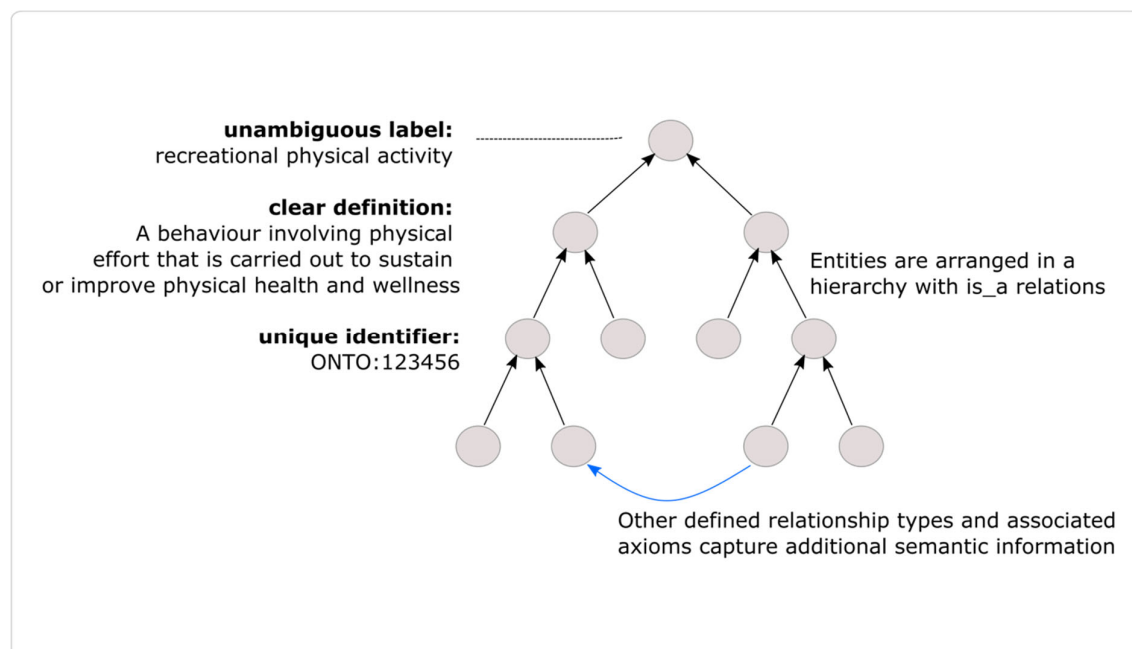 unambiguous label:
recreational physical activity
clear definition:
A behaviour involving physical
effort that is carried out to sustain
or improve physical health and wellness
unique identifier:
ONTO:123456
Entities are arranged in a
hierarchy with is_a relations
Other defined relationship types and associated
axioms capture additional semantic information